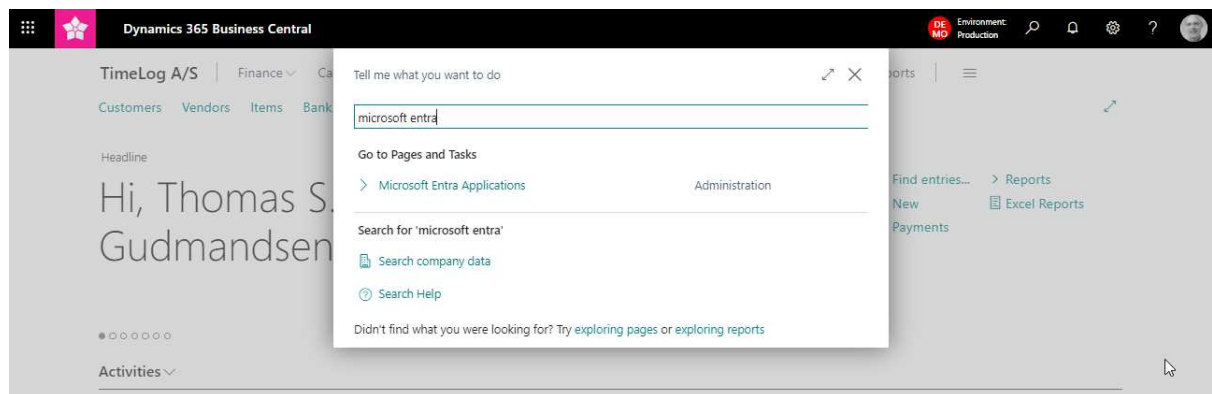 Dynamics 365 Business Central
DE
MO
Environment:
Production
TimeLog A/S
Finance
Ca
orts
Customers Vendors Items Bank
Headline
Hi, Thomas S.
Gudmandsen
Activities
Tell me what you want to do
microsoft entra
Go to Pages and Tasks
Microsoft Entra Applications Administration
Search for 'microsoft entra'
Search company data
Search Help
Didn't find what you were looking for? Try exploring pages or exploring reports
Find entries... > Reports
New Excel Reports
Payments